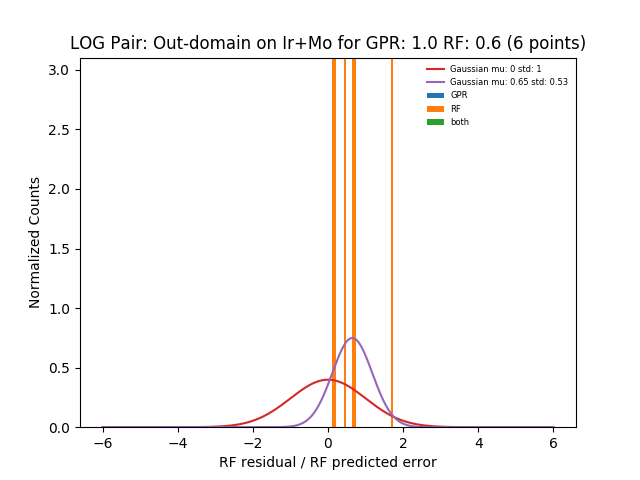 LOG Pair: Out-domain on Ir+Mo for GPR: 1.0 RF: 0.6 (6 points)
Gaussian mu: 0 std: 1
Gaussian mu: 0.65 std: 0.53
GPR
RF
both
Normalized Counts
3.0
2.5
2.0
1.5
1.0
0.5
0.0
−6
−4
−2
0
2
4
6
RF residual / RF predicted error